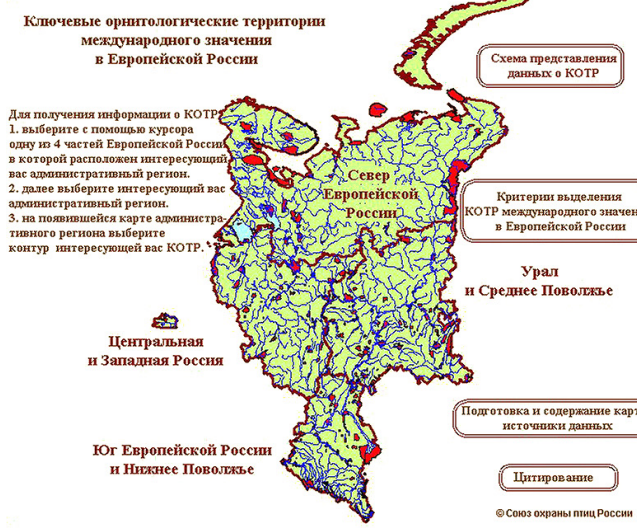 Ключевые орнитологические территории
международного значения
в Европейской России
Схема представления
данных о КОТР
Для получения информации о КОТР
1. выберите с помощью курсора
одну из 4 частей Европейской России
в которой расположен интересующий
вас административный регион.
2. далее выберите интересующий вас
административный регион.
3. на появившейся карте администра-
тивного региона выберите
контур интересующей вас КОТР.
Север
Европейской
России
Критерии выделения
КОТР международного значен
в Европейской России
Урал
и Среднее Поволжье
Центральная
и Западная Россия
Подготовка и содержание карт
источники данных
Юг Европейской России
и Нижнее Поволжье
Цитирование
© Союз охраны птиц России